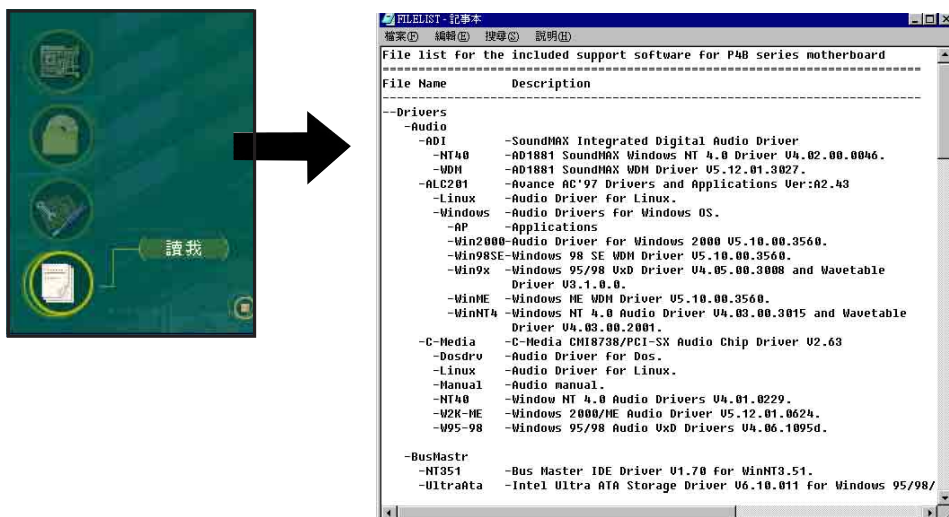 讀我
FILELIST - 記事本
檔案(F) 編輯(E) 搜尋(S) 說明(H)
File list for the included support software for P4B series motherboard
================================================================================
File Name Description
--------------------------------------------------------------------------------
--Drivers
-Audio
-ADI -SoundMAX Integrated Digital Audio Driver
-NT40 -AD1881 SoundMAX Windows NT 4.0 Driver V4.02.00.0046.
-WDM -AD1881 SoundMAX WDM Driver V5.12.01.3027.
-ALC201 -Avance AC'97 Drivers and Applications Ver:A2.43
-Linux -Audio Driver for Linux.
-Windows -Audio Drivers for Windows OS.
-AP -Applications
-Win2000-Audio Driver for Windows 2000 V5.10.00.3560.
-Win98SE-Windows 98 SE WDM Driver V5.10.00.3560.
-Win9x -Windows 95/98 VxD Driver V4.05.00.3008 and Wavetable
Driver V3.1.0.0.
-WinME -Windows ME WDM Driver V5.10.00.3560.
-WinNT4 -Windows NT 4.0 Audio Driver V4.03.00.3015 and Wavetable
Driver V4.03.00.2001.
-C-Media -C-Media CMI8738/PCI-SX Audio Chip Driver V2.63
-Dosdrv -Audio Driver for Dos.
-Linux -Audio Driver for Linux.
-Manual -Audio manual.
-NT40 -Window NT 4.0 Audio Drivers V4.01.0229.
-W2K-ME -Windows 2000/ME Audio Driver V5.12.01.0624.
-W95-98 -Windows 95/98 Audio VxD Drivers V4.06.1095d.
-BusMastr
-NT351 -Bus Master IDE Driver V1.70 for WinNT3.51.
-UltraAta -Intel Ultra ATA Storage Driver V6.10.011 for Windows 95/98/